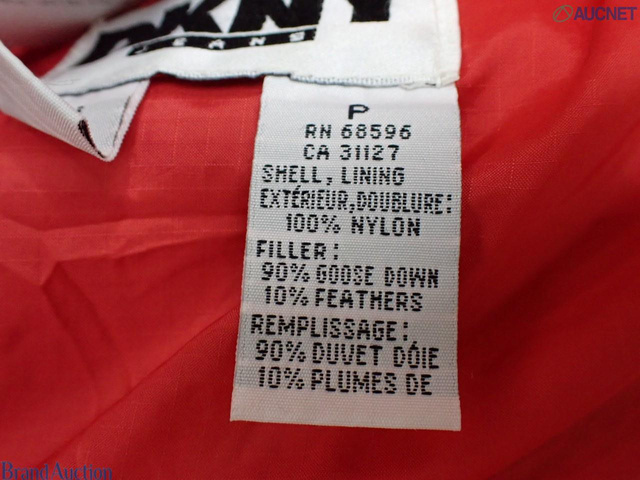 DKNY
JEANS
P
RN 68596
CA 31127
SHELL, LINING
EXTÉRIEUR,DOUBLURE:
100% NYLON
FILLER:
90% GOOSE DOWN
10% FEATHERS
REMPLISSAGE:
90% DUVET DÓIE
10% PLUMES DE
AUCNET
Brand Auction